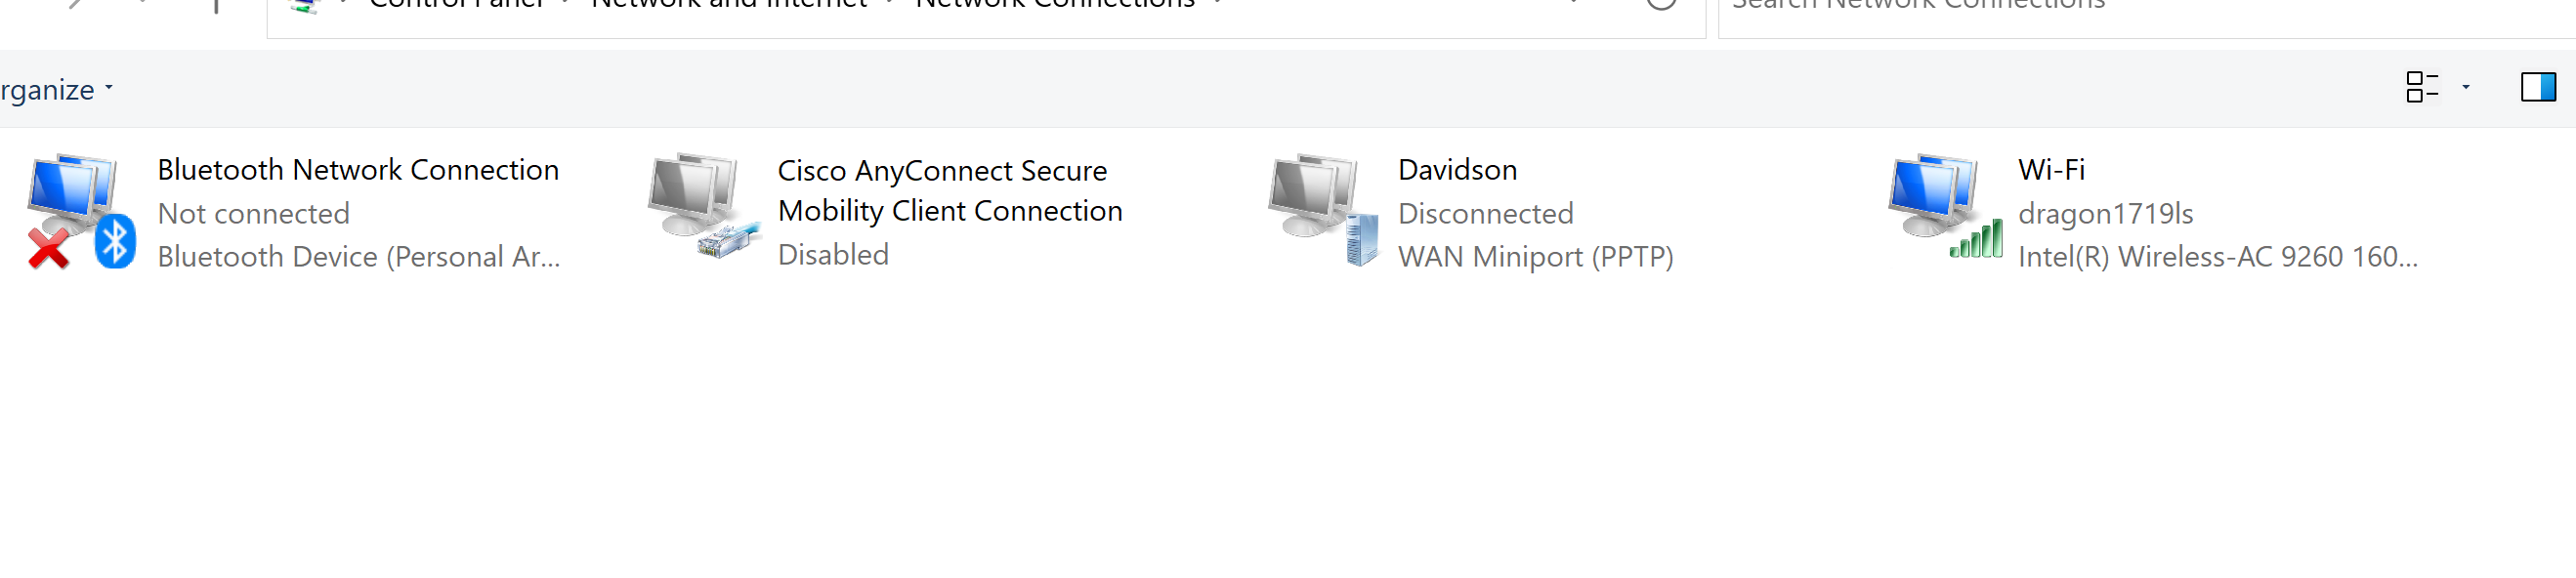 Control Panel > Network and Internet > Network Connections >
Search Network Connections
rganize
Bluetooth Network Connection
Not connected
Bluetooth Device (Personal Ar...
Cisco AnyConnect Secure
Mobility Client Connection
Disabled
Davidson
Disconnected
WAN Miniport (PPTP)
Wi-Fi
dragon1719ls
Intel(R) Wireless-AC 9260 160...